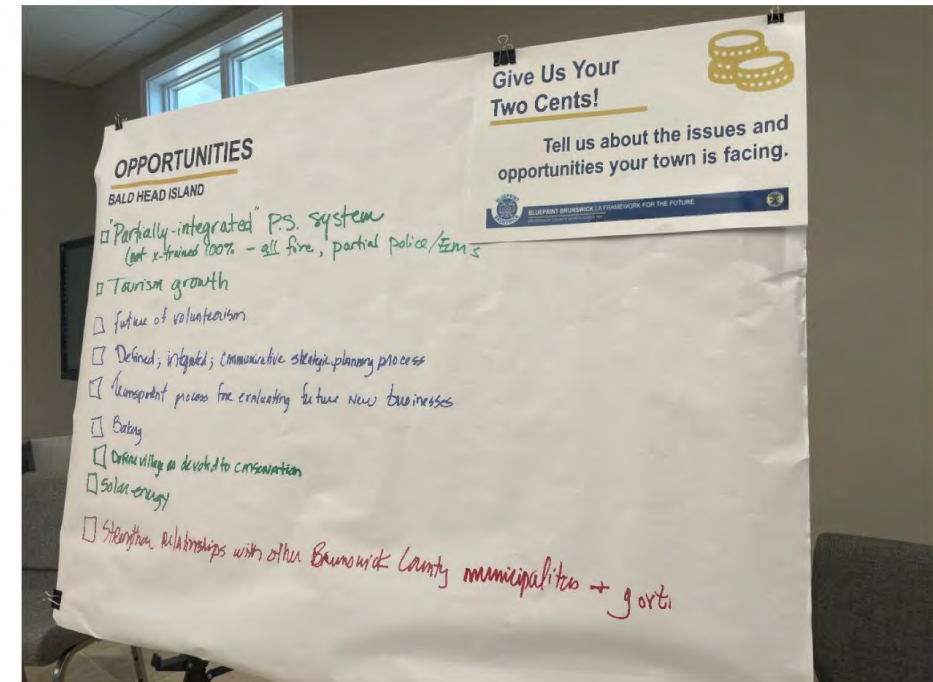 Give Us Your
Two Cents!
Tell us about the issues and
opportunities your town is facing.
BLUEPRINT BRUNSWICK | A FRAMEWORK FOR THE FUTURE
OPPORTUNITIES
BALD HEAD ISLAND
"Partially-integrated" P.S. system
(not x-trained 100% - all fire, partial police/EMS
Tourism growth
Future of volunteerism
Defined, integrated, communicative strategic planning process
Transparent process for evaluating future new businesses
Bakery
Define village as devoted to conservation
Solar energy
Strengthen relationships with other Brunswick County municipalities + govt.